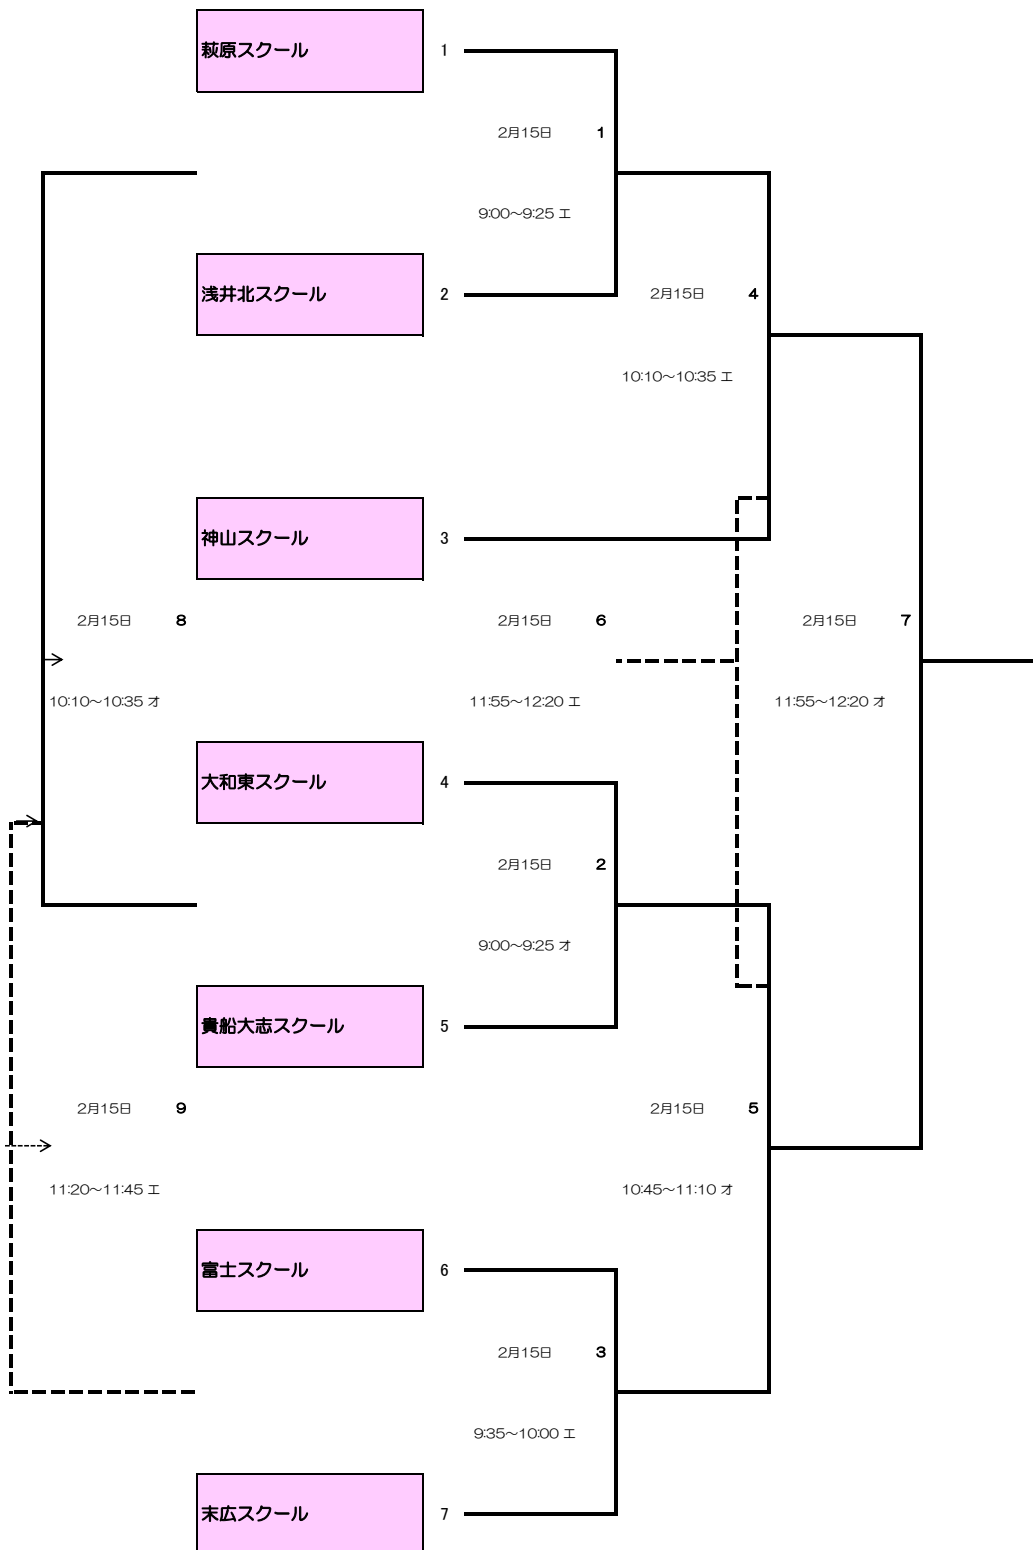 萩原スクール 1
2月15日 1
9:00～9:25 エ
浅井北スクール 2
2月15日 4
10:10～10:35 エ
神山スクール 3
2月15日 8
2月15日 6
2月15日 7
10:10～10:35 オ
11:55～12:20 エ
11:55～12:20 オ
大和東スクール 4
2月15日 2
9:00～9:25 オ
貴船大志スクール 5
2月15日 9
2月15日 5
11:20～11:45 エ
10:45～11:10 オ
富士スクール 6
2月15日 3
9:35～10:00 エ
末広スクール 7